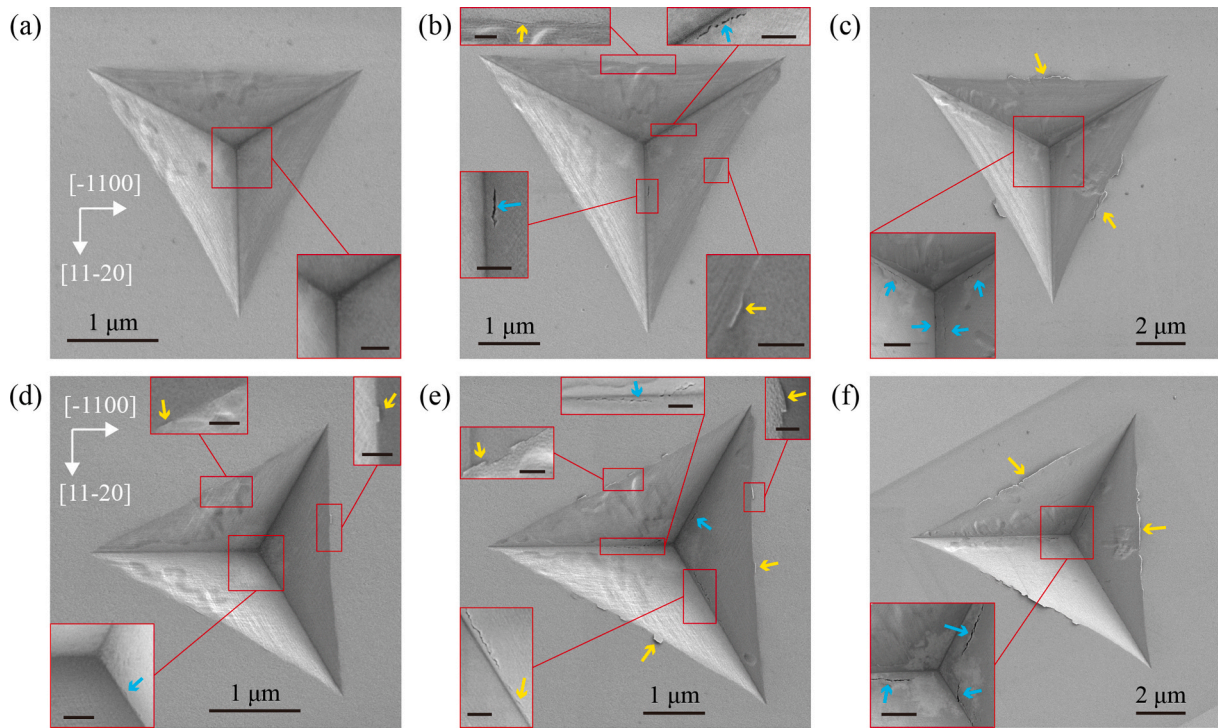 (a)
[-1100]
[11-20]
1 μm
(b)
1 μm
(c)
2 μm
(d)
[-1100]
[11-20]
1 μm
(e)
1 μm
(f)
2 μm